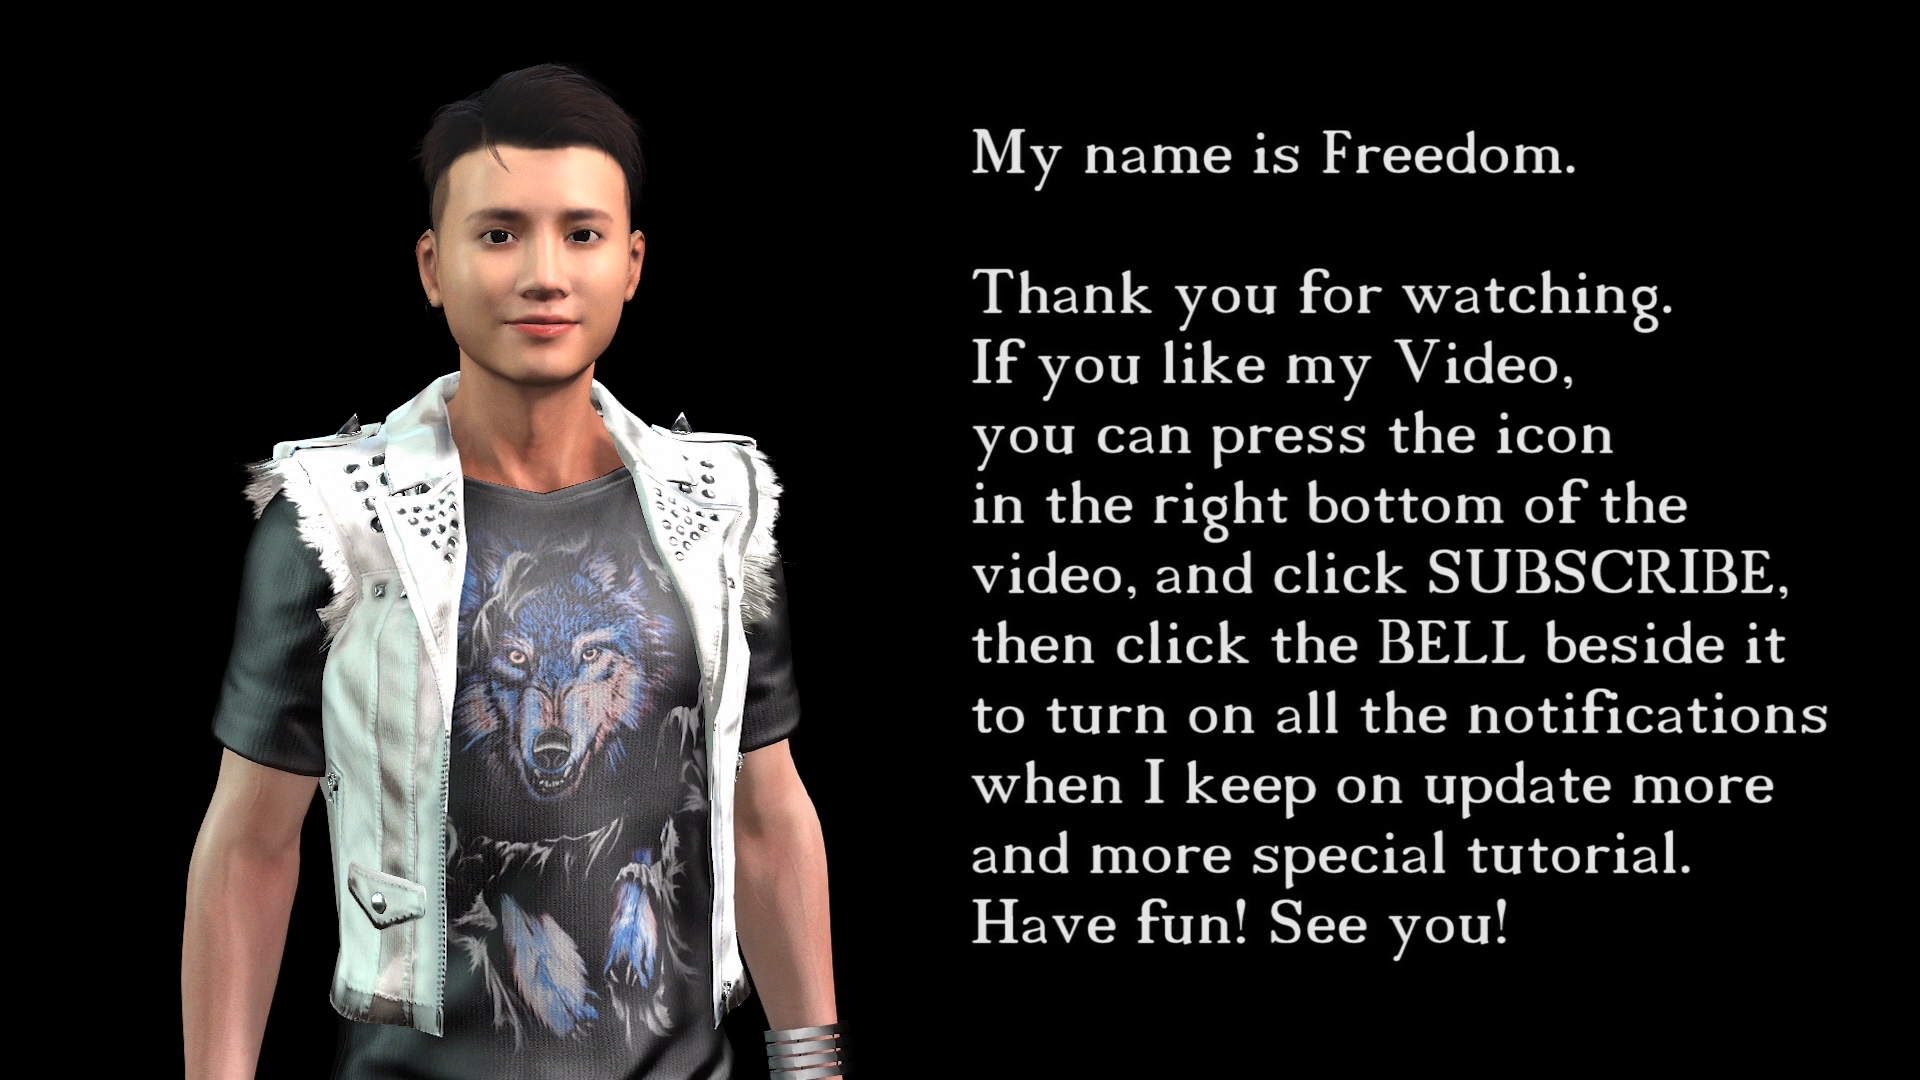 My name is Freedom.
Thank you for watching.
If you like my Video,
you can press the icon
in the right bottom of the
video, and click SUBSCRIBE,
then click the BELL beside it
to turn on all the notifications
when I keep on update more
and more special tutorial.
Have fun! See you!